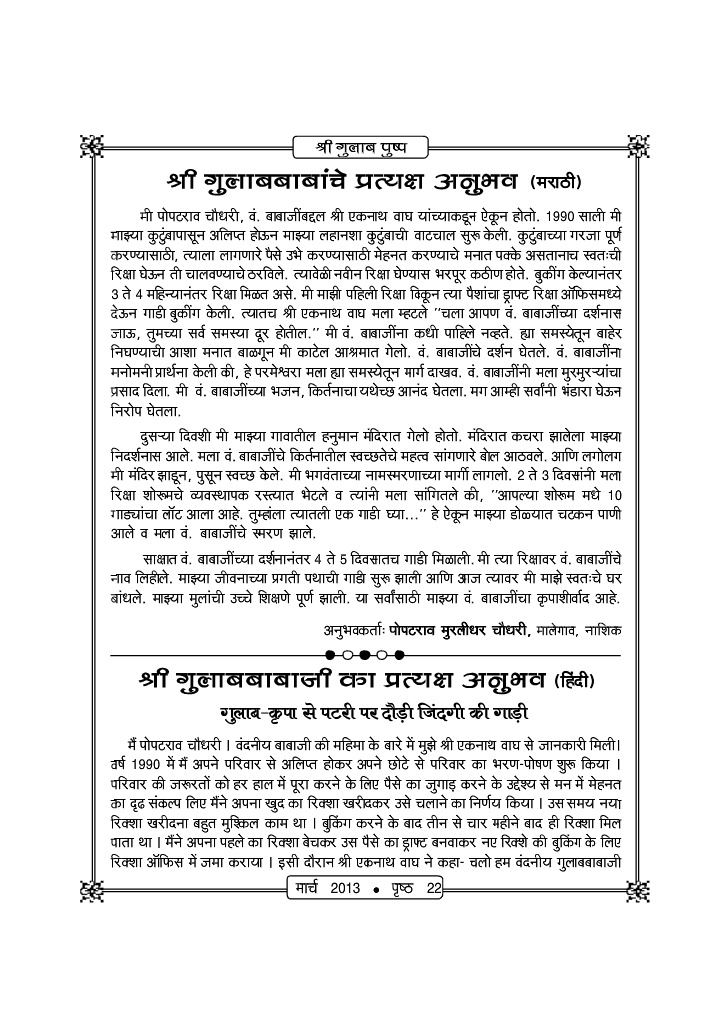 श्री गुलाब पुष्प
श्री गुलाबबाबांचे प्रत्यक्ष अनुभव (मराठी)
मी पोपटराव चौधरी, वं. बाबाजींबद्दल श्री एकनाथ वाघ यांच्याकडून ऐकून होतो. 1990 साली मी
माझ्या कुटुंबापासून अलिप्त होऊन माझ्या लहानशा कुटुंबाची वाटचाल सुरू केली. कुटुंबाच्या गरजा पूर्ण
करण्यासाठी, त्याला लागणारे पैसे उभे करण्यासाठी मेहनत करण्याचे मनात पक्के असतानाच स्वतःची
रिक्षा घेऊन ती चालवण्याचे ठरविले. त्यावेळी नवीन रिक्षा घेण्यास भरपूर कठीण होते. बुकींग केल्यानंतर
3 ते 4 महिन्यानंतर रिक्षा मिळत असे. मी माझी पहिली रिक्षा विकून त्या पैशांचा ड्राफ्ट रिक्षा ऑफिसमध्ये
देऊन गाडी बुकींग केली. त्यातच श्री एकनाथ वाघ मला म्हटले ''चला आपण वं. बाबाजींच्या दर्शनास
जाऊ, तुमच्या सर्व समस्या दूर होतील.'' मी वं. बाबाजींना कधी पाहिले नव्हते. ह्या समस्येतून बाहेर
निघण्याची आशा मनात बाळगून मी काटेल आश्रमात गेलो. वं. बाबाजींचे दर्शन घेतले. वं. बाबाजींना
मनोमनी प्रार्थना केली की, हे परमेश्वरा मला ह्या समस्येतून मार्ग दाखव. वं. बाबाजींनी मला मुरमुऱ्यांचा
प्रसाद दिला. मी वं. बाबाजींच्या भजन, किर्तनाचा यथेच्छ आनंद घेतला. मग आम्ही सर्वांनी भंडारा घेऊन
निरोप घेतला.
दुसऱ्या दिवशी मी माझ्या गावातील हनुमान मंदिरात गेलो होतो. मंदिरात कचरा झालेला माझ्या
निदर्शनास आले. मला वं. बाबाजींचे किर्तनातील स्वच्छतेचे महत्व सांगणारे बोल आठवले. आणि लगोलग
मी मंदिर झाडून, पुसून स्वच्छ केले. मी भगवंताच्या नामस्मरणाच्या मार्गी लागलो. 2 ते 3 दिवसांनी मला
रिक्षा शोरूमचे व्यवस्थापक रस्त्यात भेटले व त्यांनी मला सांगितले की, ''आपल्या शोरूम मधे 10
गाड्यांचा लॉट आला आहे. तुम्हांला त्यातली एक गाडी घ्या...'' हे ऐकून माझ्या डोळ्यात चटकन पाणी
आले व मला वं. बाबाजींचे स्मरण झाले.
साक्षात वं. बाबाजींच्या दर्शनानंतर 4 ते 5 दिवसातच गाडी मिळाली. मी त्या रिक्षावर वं. बाबाजींचे
नाव लिहीले. माझ्या जीवनाच्या प्रगती पथाची गाडी सुरू झाली आणि आज त्यावर मी माझे स्वतःचे घर
बांधले. माझ्या मुलांची उच्चे शिक्षणे पूर्ण झाली. या सर्वांसाठी माझ्या वं. बाबाजींचा कृपाशीर्वाद आहे.
अनुभवकर्ताः पोपटराव मुरलीधर चौधरी, मालेगाव, नाशिक
श्री गुलाबबाबाजी का प्रत्यक्ष अनुभव (हिंदी)
गुलाब-कृपा से पटरी पर दौड़ी जिंदगी की गाड़ी
मैं पोपटराव चौधरी । वंदनीय बाबाजी की महिमा के बारे में मुझे श्री एकनाथ वाघ से जानकारी मिली।
वर्ष 1990 में मैं अपने परिवार से अलिप्त होकर अपने छोटे से परिवार का भरण-पोषण शुरू किया ।
परिवार की जरूरतों को हर हाल में पूरा करने के लिए पैसे का जुगाड़ करने के उद्देश्य से मन में मेहनत
का दृढ संकल्प लिए मैंने अपना खुद का रिक्शा खरीदकर उसे चलाने का निर्णय किया । उस समय नया
रिक्शा खरीदना बहुत मुश्किल काम था । बुकिंग करने के बाद तीन से चार महीने बाद ही रिक्शा मिल
पाता था । मैंने अपना पहले का रिक्शा बेचकर उस पैसे का ड्राफ्ट बनवाकर नए रिक्शे की बुकिंग के लिए
रिक्शा ऑफिस में जमा कराया । इसी दौरान श्री एकनाथ वाघ ने कहा- चलो हम वंदनीय गुलाबबाबाजी
मार्च 2013 ● पृष्ठ 22